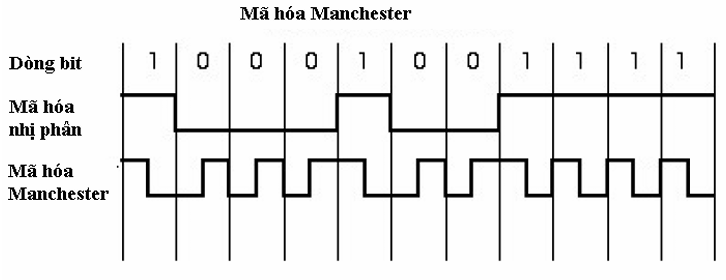 Mã hóa Manchester
Dòng bit 1 0 0 0 1 0 0 1 1 1 1
Mã hóa
nhị phân
Mã hóa
Manchester